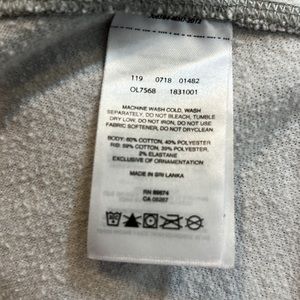 119 0718 01482
OL7568 1831001
MACHINE WASH COLD, WASH
SEPARATELY, DO NOT BLEACH, TUMBLE
DRY LOW, DO NOT IRON, DO NOT USE
FABRIC SOFTENER, DO NOT DRYCLEAN
BODY: 60% COTTON, 40% POLYESTER
RIB: 59% COTTON, 39% POLYESTER
2% ELASTANE
EXCLUSIVE OF ORNAMENTATION
MADE IN SRI LANKA
RN 88674
CA 08287